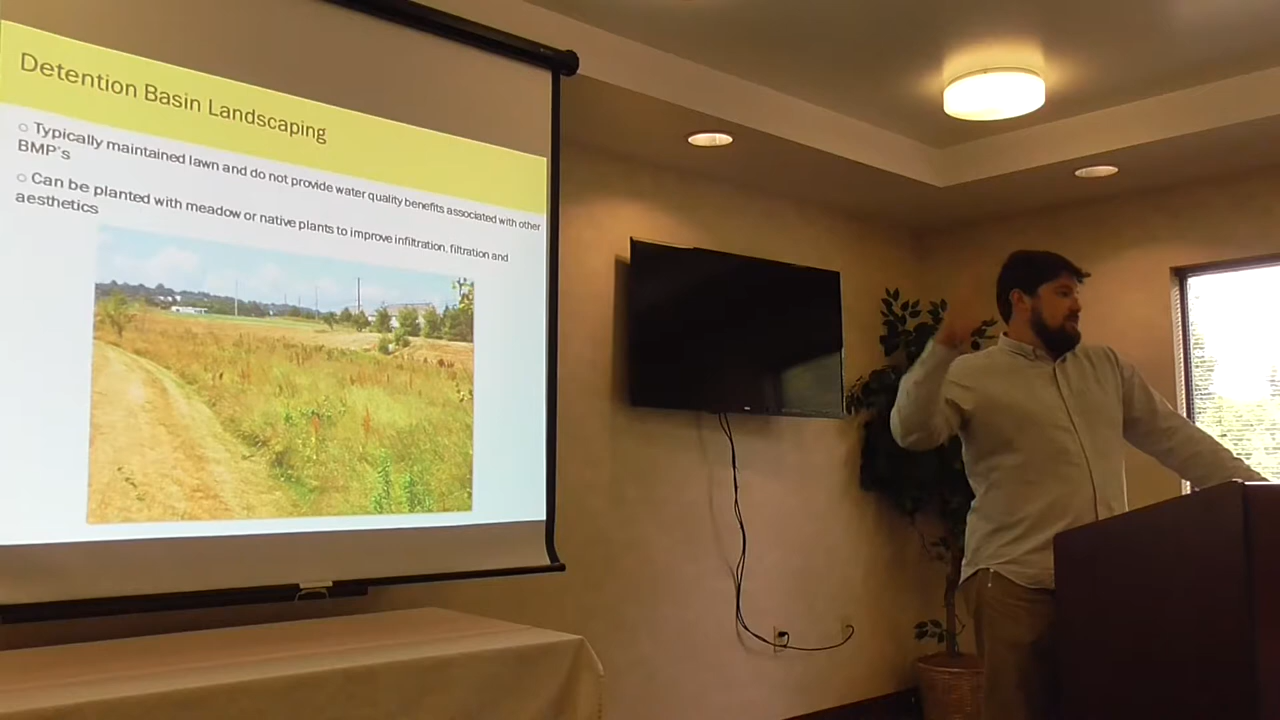 Detention Basin Landscaping
○ Typically maintained lawn and do not provide water quality benefits associated with other
BMP's
○ Can be planted with meadow or native plants to improve infiltration, filtration and
aesthetics